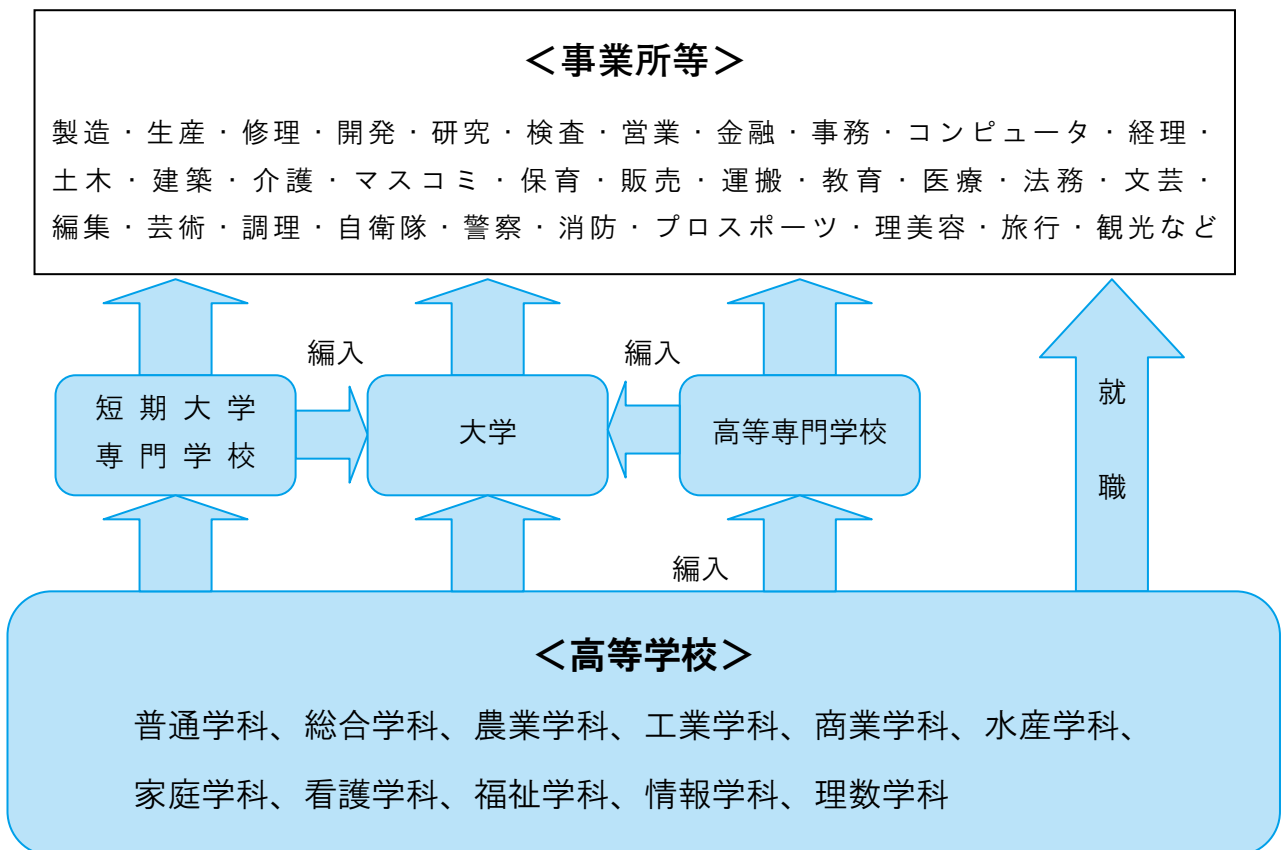 ＜事業所等＞
製造・生産・修理・開発・研究・検査・営業・金融・事務・コンピュータ・経理・
土木・建築・介護・マスコミ・保育・販売・運搬・教育・医療・法務・文芸・
編集・芸術・調理・自衛隊・警察・消防・プロスポーツ・理美容・旅行・観光など
編入
編入
短期大学
専門学校
大学
高等専門学校
就
職
編入
＜高等学校＞
普通学科、総合学科、農業学科、工業学科、商業学科、水産学科、
家庭学科、看護学科、福祉学科、情報学科、理数学科